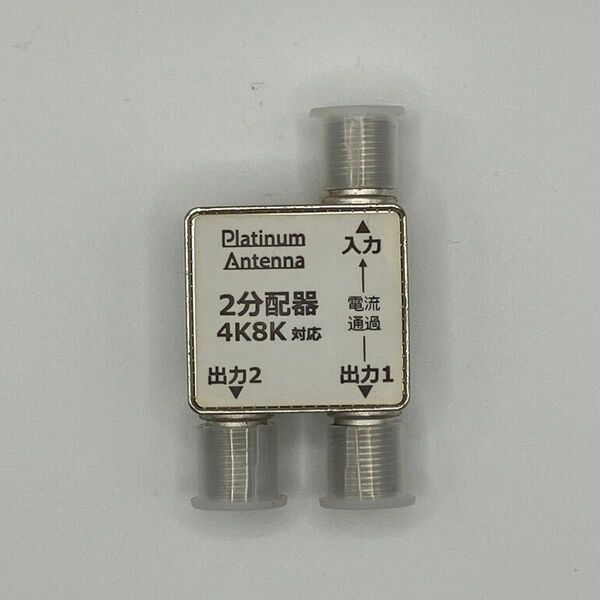 Platinum
Antenna
入力
2分配器
電流
通過
4K8K 対応
出力2
出力1